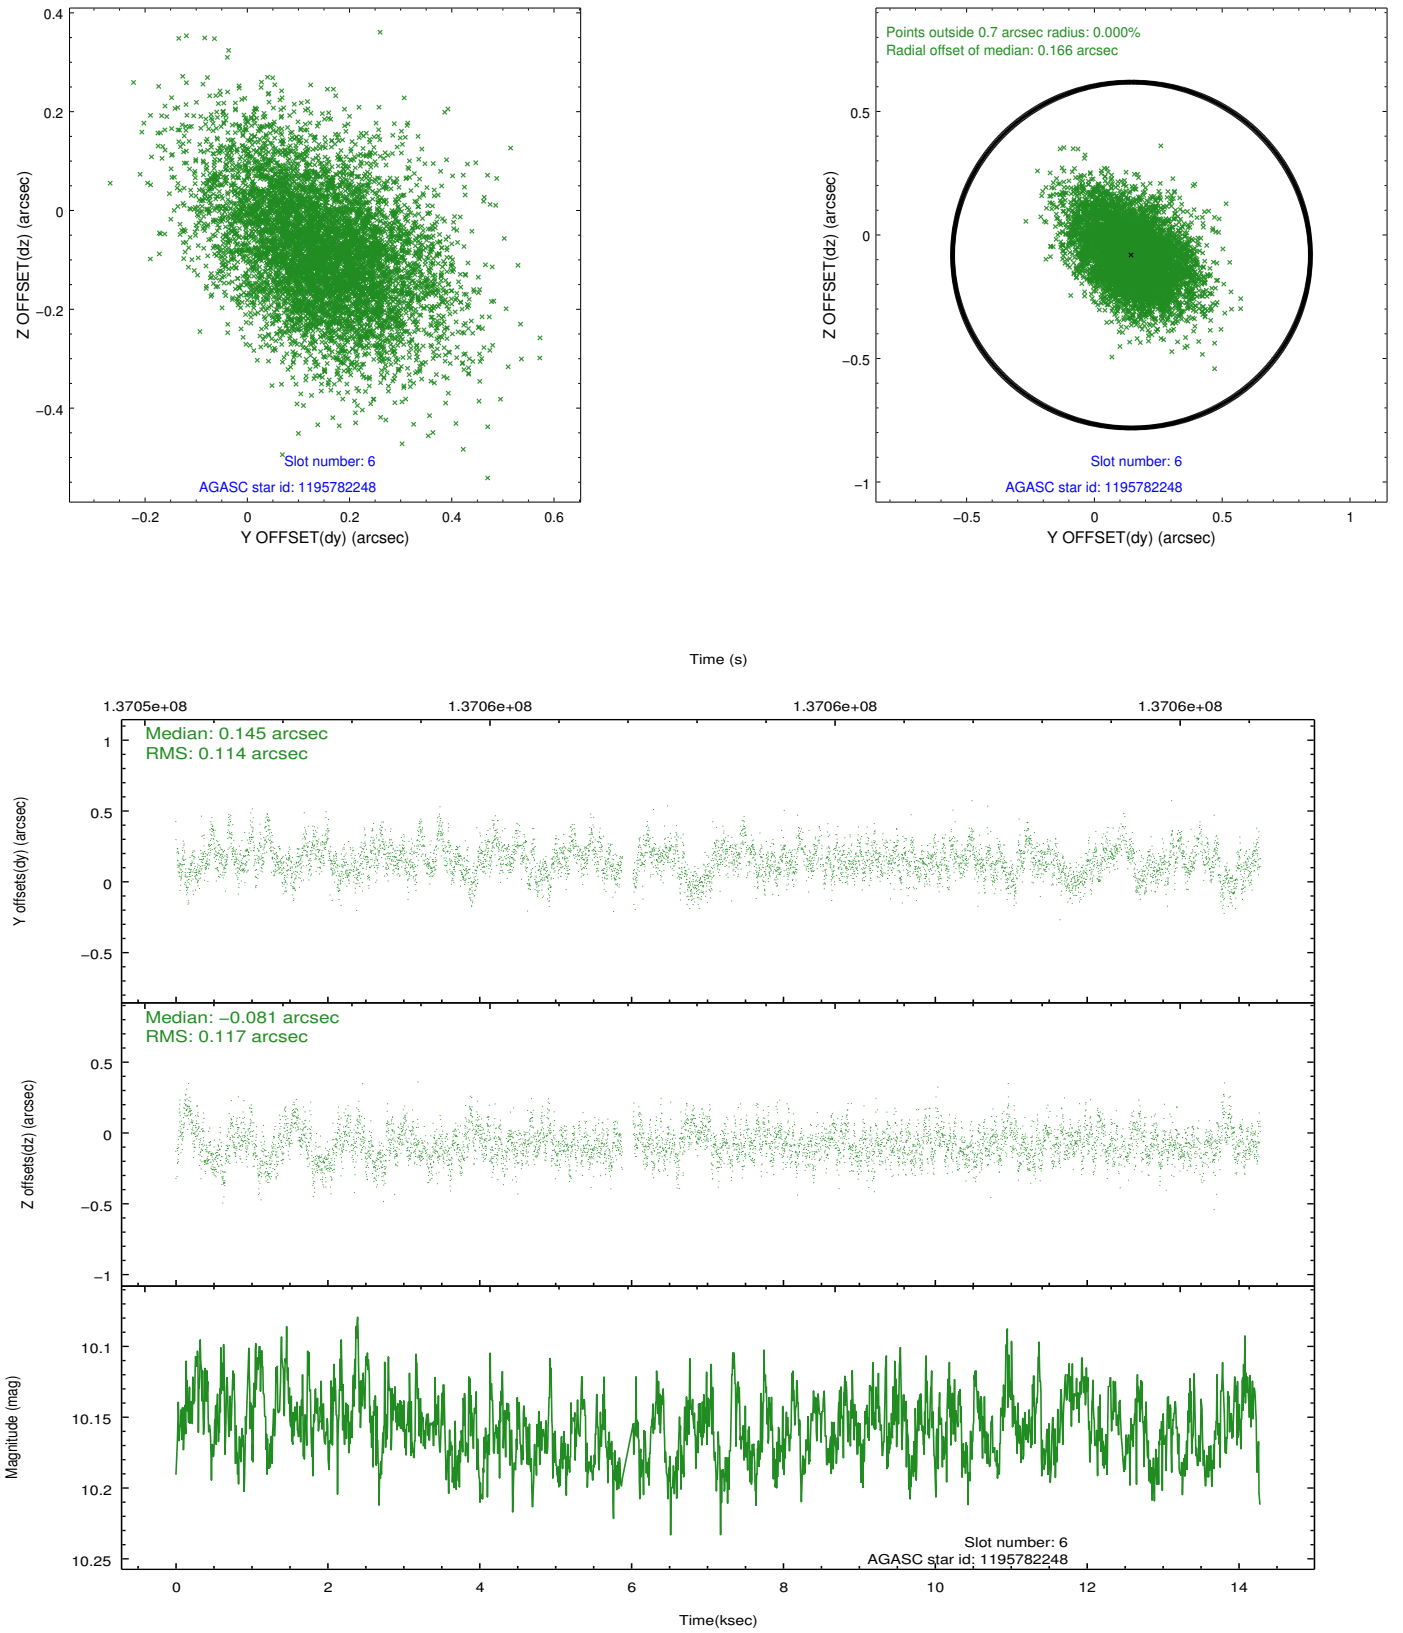 0.4
0.2
0
−0.2
−0.4
Z OFFSET(dz) (arcsec)
Slot number: 6
AGASC star id: 1195782248
−0.2 0 0.2 0.4 0.6
Y OFFSET(dy) (arcsec)
Points outside 0.7 arcsec radius: 0.000%
Radial offset of median: 0.166 arcsec
0.5
0
−0.5
−1
Z OFFSET(dz) (arcsec)
Slot number: 6
AGASC star id: 1195782248
−0.5 0 0.5 1
Y OFFSET(dy) (arcsec)
Time (s)
1.3705e+08 1.3706e+08 1.3706e+08 1.3706e+08
Median: 0.145 arcsec
RMS: 0.114 arcsec
1
0.5
0
−0.5
Y offsets(dy) (arcsec)
Median: −0.081 arcsec
RMS: 0.117 arcsec
0.5
0
−0.5
−1
Z offsets(dz) (arcsec)
10.1
10.15
10.2
10.25
Magnitude (mag)
Slot number: 6
AGASC star id: 1195782248
0 2 4 6 8 10 12 14
Time(ksec)